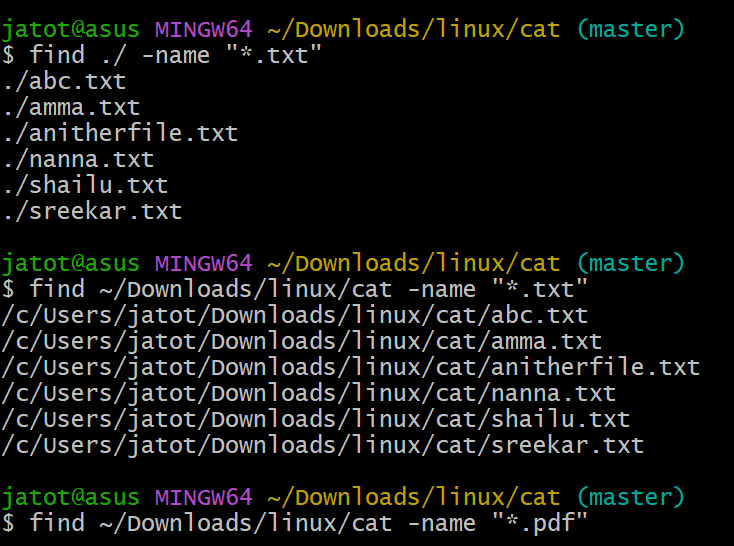 jatot@asus MINGW64 ~/Downloads/linux/cat (master)
$ find ./ -name "*.txt"
./abc.txt
./amma.txt
./anitherfile.txt
./nanna.txt
./shailu.txt
./sreekar.txt
jatot@asus MINGW64 ~/Downloads/linux/cat (master)
$ find ~/Downloads/linux/cat -name "*.txt"
/c/Users/jatot/Downloads/linux/cat/abc.txt
/c/Users/jatot/Downloads/linux/cat/amma.txt
/c/Users/jatot/Downloads/linux/cat/anitherfile.txt
/c/Users/jatot/Downloads/linux/cat/nanna.txt
/c/Users/jatot/Downloads/linux/cat/shailu.txt
/c/Users/jatot/Downloads/linux/cat/sreekar.txt
jatot@asus MINGW64 ~/Downloads/linux/cat (master)
$ find ~/Downloads/linux/cat -name "*.pdf"